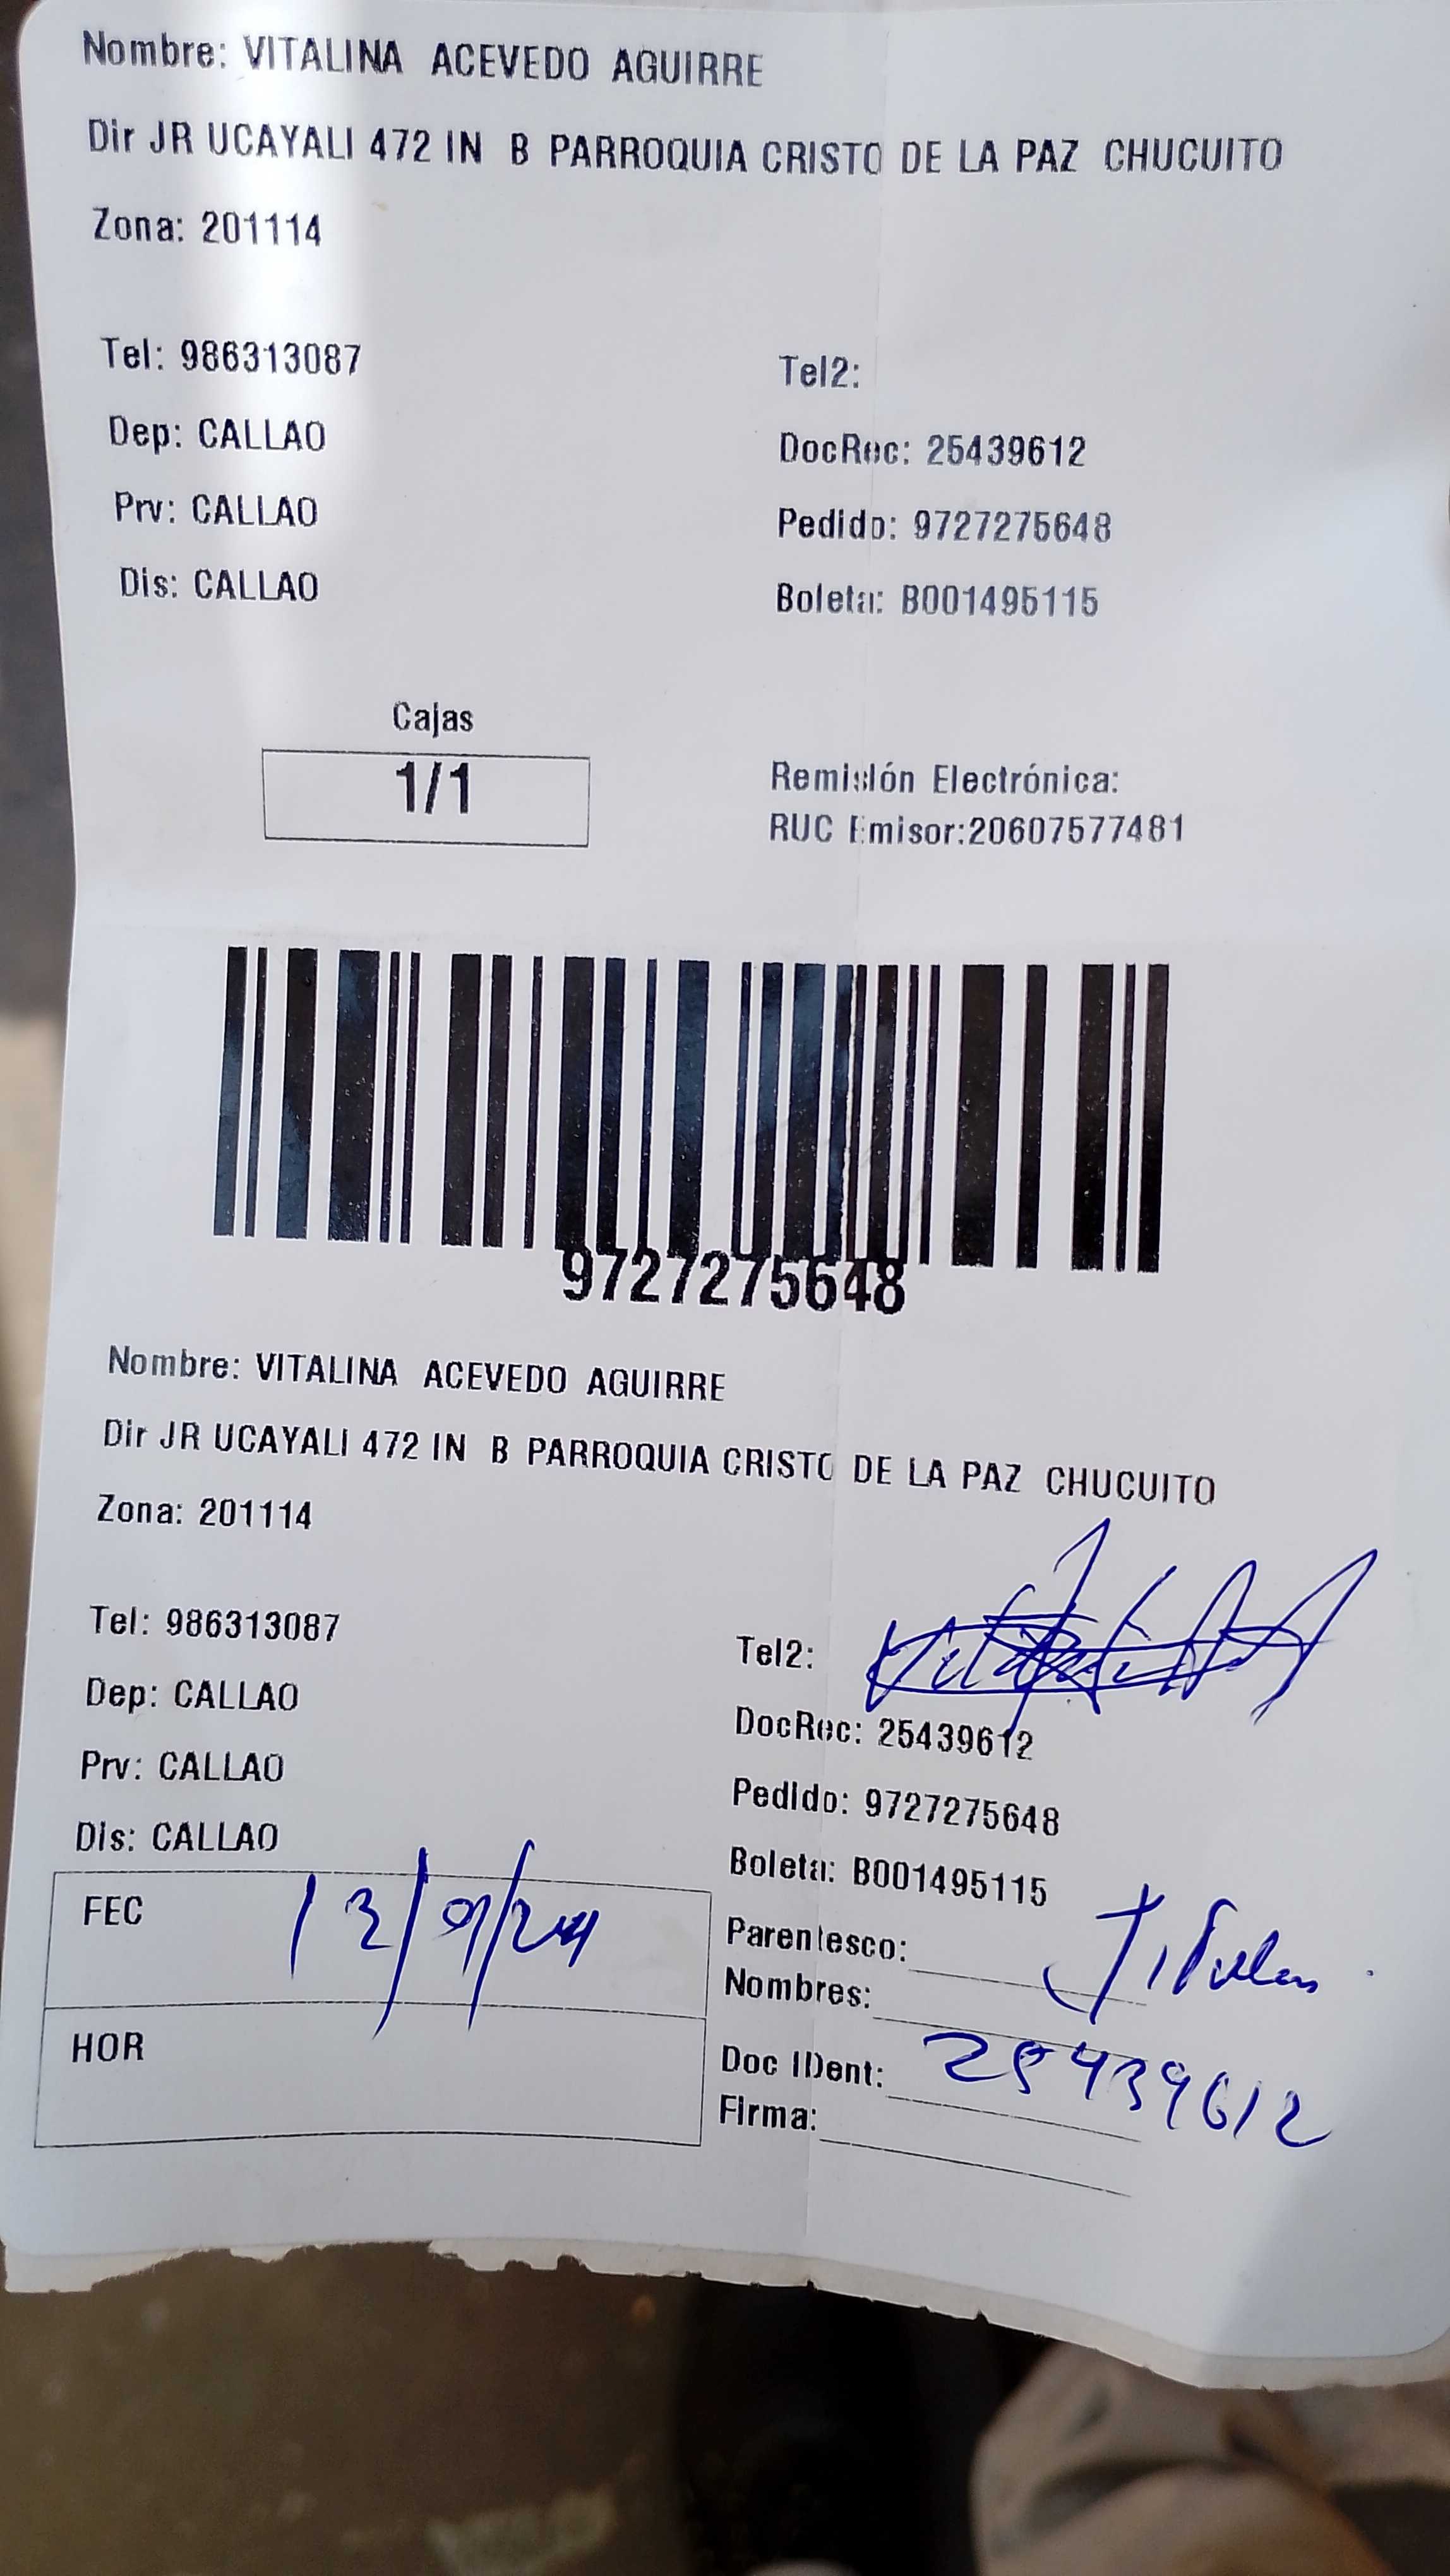 Nombre: VITALINA ACEVEDO AGUIRRE
Dir JR UCAYALI 472 IN B PARROQUIA CRISTO DE LA PAZ CHUCUITO
Zona: 201114
Tel: 986313087
Tel2:
Dep: CALLAO
DocRec: 25439612
Prv: CALLAO
Pedido: 9727275648
Dis: CALLAO
Boleta: B001495115
Cajas
1/1
Remisión Electrónica:
RUC Emisor:20607577481
9727275648
Nombre: VITALINA ACEVEDO AGUIRRE
Dir JR UCAYALI 472 IN B PARROQUIA CRISTO DE LA PAZ CHUCUITO
Zona: 201114
Tel: 986313087
Tel2:
Dep: CALLAO
DocRec: 25439612
Prv: CALLAO
Pedido: 9727275648
Dis: CALLAO
Boleta: B001495115
FEC 13/9/24
Parentesco: Titular
Nombres:
HOR
Doc IDent: 25439612
Firma: